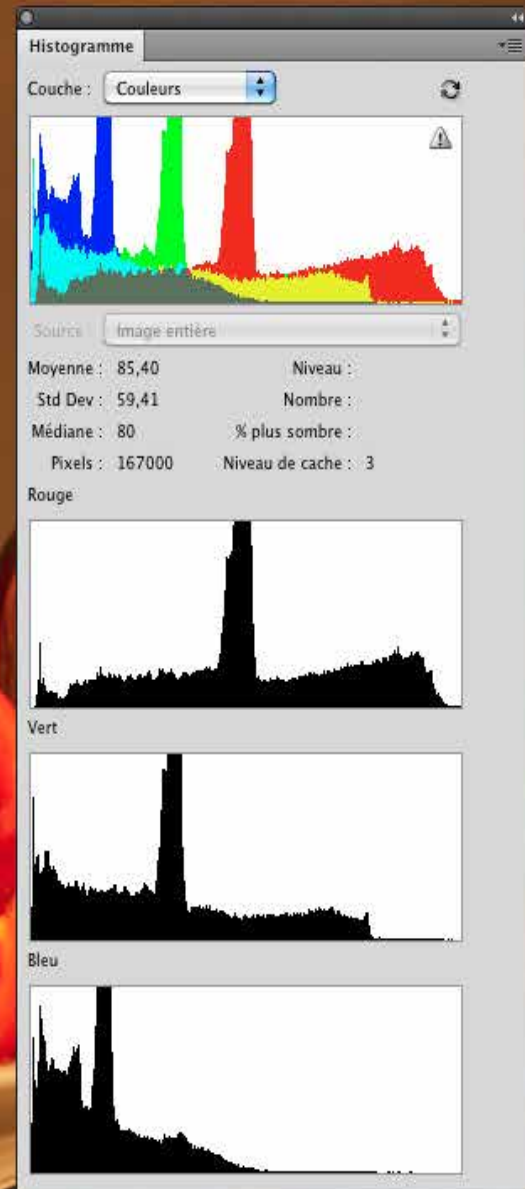 Histogramme
Couche : Couleurs
Source : Image entière
Moyenne : 85,40 Niveau :
Std Dev : 59,41 Nombre :
Médiane : 80 % plus sombre :
Pixels : 167000 Niveau de cache : 3
Rouge
Vert
Bleu